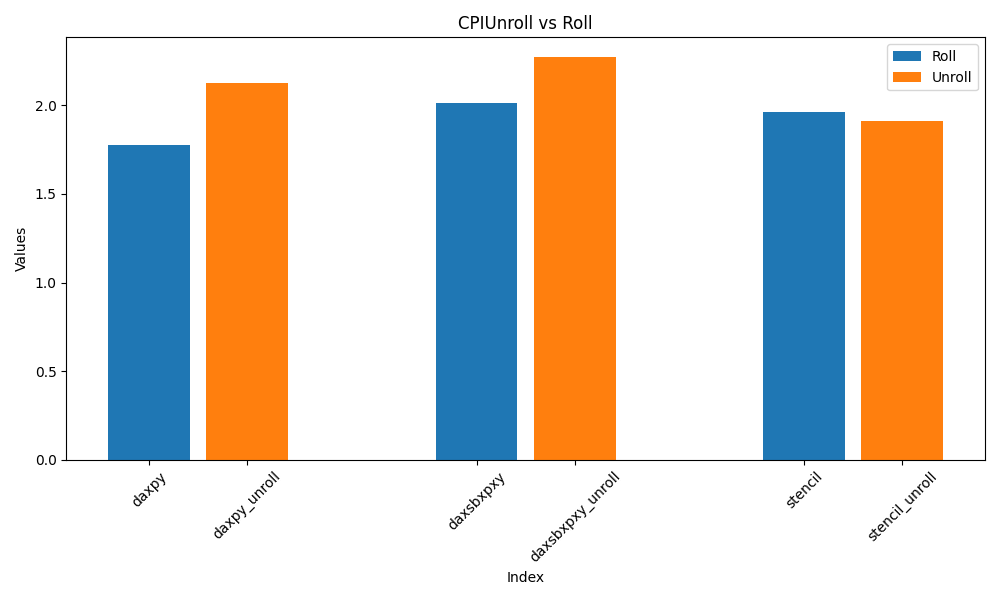 CPIUnroll vs Roll
Roll
Unroll
Values
2.0
1.5
1.0
0.5
0.0
daxpy
daxpy_unroll
daxsbxpxy
daxsbxpxy_unroll
stencil
stencil_unroll
Index